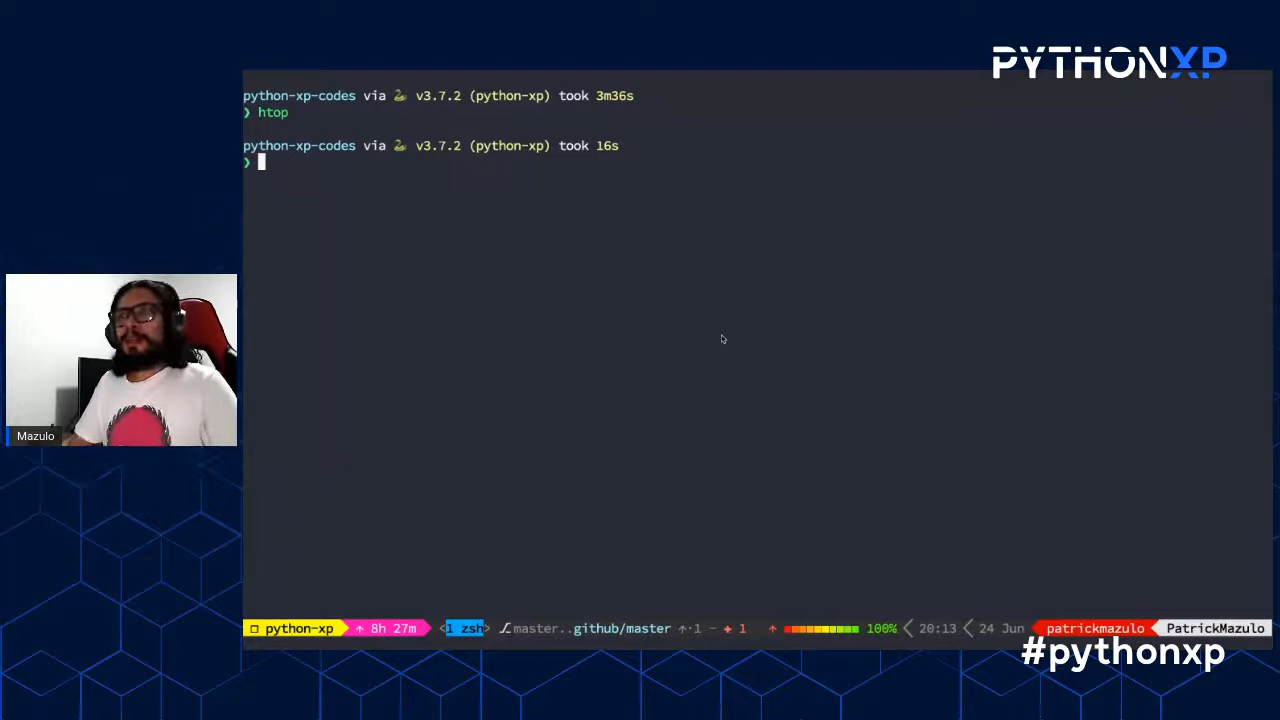 PYTHONXP
python-xp-codes via v3.7.2 (python-xp) took 3m36s
❯ htop
python-xp-codes via v3.7.2 (python-xp) took 16s
❯
Mazulo
python-xp ↑ 8h 27m <1 zsh> master..github/master ↑·1 − + 1 ↑ 100% 20:13 24 Jun patrickmazulo PatrickMazulo
#pythonxp